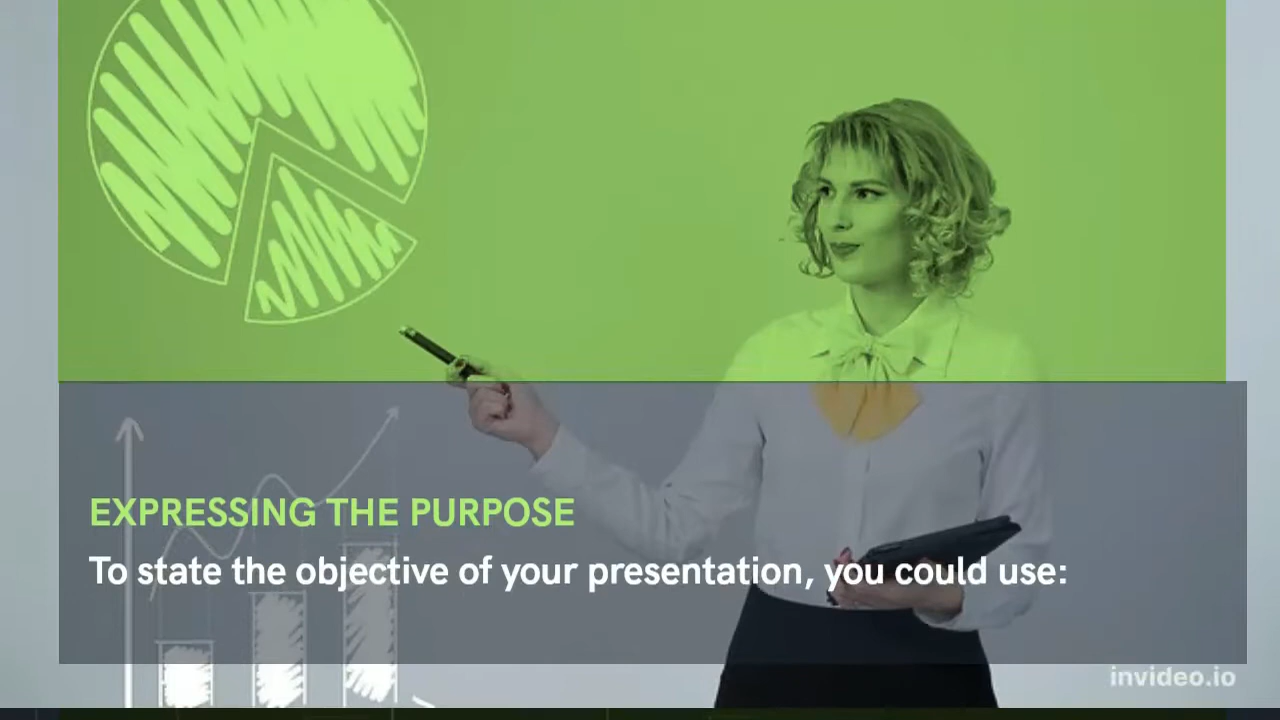 EXPRESSING THE PURPOSE
To state the objective of your presentation, you could use:
invideo.io